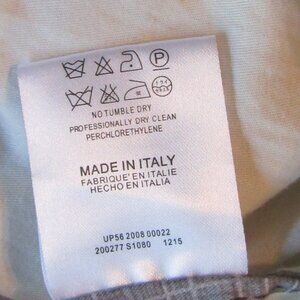 P
NO TUMBLE DRY
PROFESSIONALLY DRY CLEAN
PERCHLORETHYLENE
MADE IN ITALY
FABRIQUE' EN ITALIE
HECHO EN ITALIA
UP56 2008 00022
200277 S1080 1215